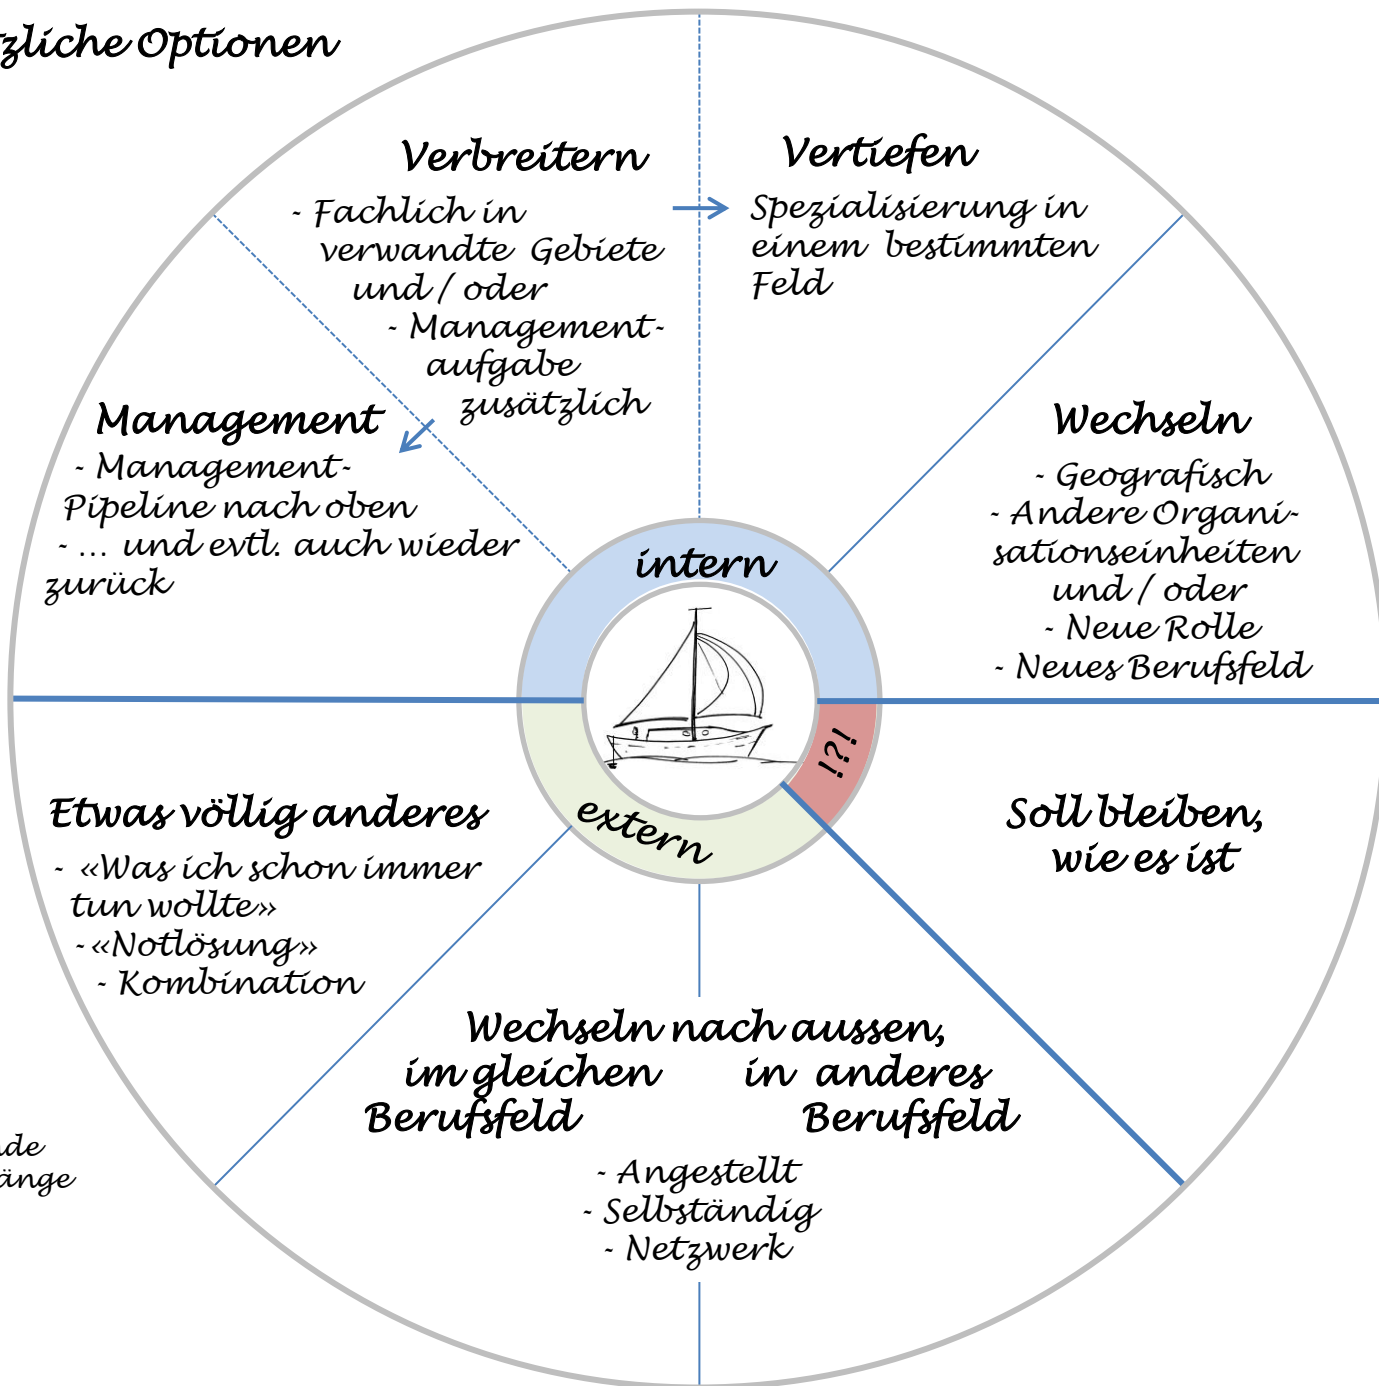 zliche Optionen
Verbreitern
- Fachlich in
verwandte Gebiete
und / oder
- Management-
aufgabe
zusätzlich
Vertiefen
Spezialisierung in
einem bestimmten
Feld
Management
- Management-
Pipeline nach oben
- ... und evtl. auch wieder
zurück
Wechseln
- Geografisch
- Andere Organi-
sationseinheiten
und / oder
- Neue Rolle
- Neues Berufsfeld
intern
!?!
extern
Etwas völlig anderes
- «Was ich schon immer
tun wollte»
-«Notlösung»
- Kombination
Soll bleiben,
wie es ist
Wechseln nach aussen,
im gleichen in anderes
Berufsfeld Berufsfeld
- Angestellt
- Selbständig
- Netzwerk
de
änge